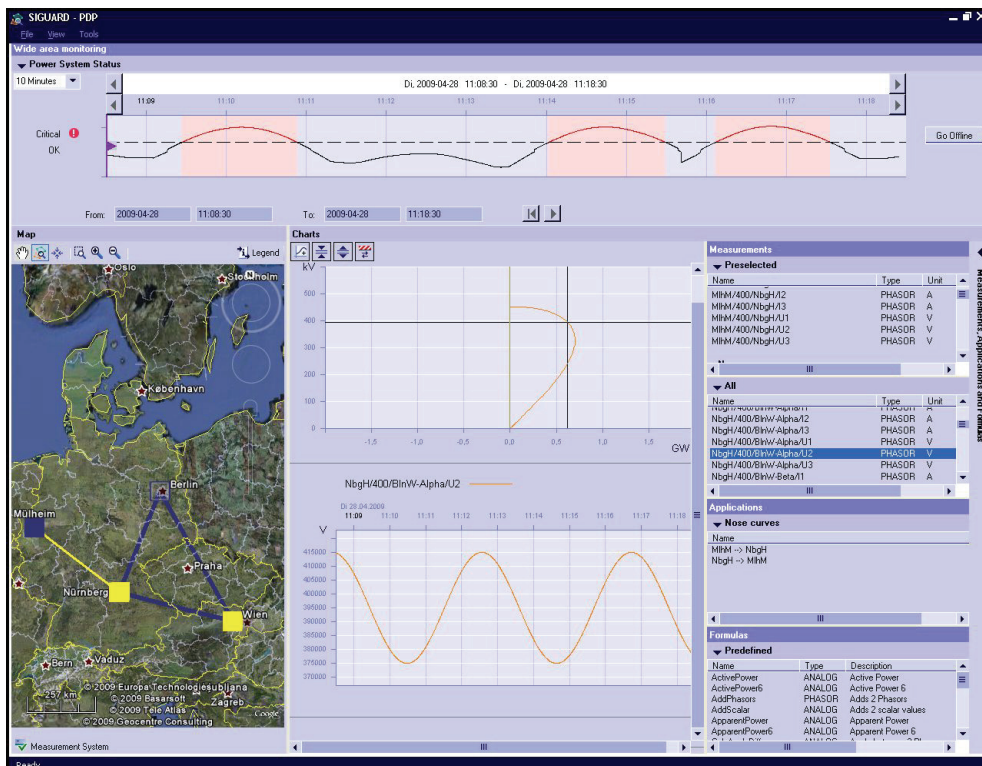 SIGUARD - PDP
File View Tools
Wide area monitoring
Power System Status
10 Minutes
Di, 2009-04-28 11:08:30 - Di, 2009-04-28 11:18:30
11:09 11:10 11:11 11:12 11:13 11:14 11:15 11:16 11:17 11:18
Critical
OK
Go Offline
From: 2009-04-28 11:08:30 To: 2009-04-28 11:18:30
Map
Legend
Oslo
Stockholm
N
København
Berlin
Mülheim
Praha
Nürnberg
Wien
Bern
Vaduz
Zagreb
257 km
© 2009 Europa Technologies
© 2009 Basarsoft
© 2009 Tele Atlas
© 2009 Geocentre Consulting
Google
Measurement System
Charts
kV
600
500
400
300
200
100
0
-1,5 -1,0 -0,5 0,0 0,5 1,0 1,5
GW
NbgH/400/BlnW-Alpha/U2
Di 28.04.2009
11:09 11:10 11:11 11:12 11:13 11:14 11:15 11:16 11:17 11:18
V
415000
410000
405000
400000
395000
390000
385000
380000
375000
370000
Measurements
Preselected
Name Type Unit
MlhM/400/NbgH/I2 PHASOR A
MlhM/400/NbgH/I3 PHASOR A
MlhM/400/NbgH/U1 PHASOR V
MlhM/400/NbgH/U2 PHASOR V
MlhM/400/NbgH/U3 PHASOR V
All
Name Type Unit
NbgH/400/BlnW-Alpha/I1 PHASOR A
NbgH/400/BlnW-Alpha/I2 PHASOR A
NbgH/400/BlnW-Alpha/I3 PHASOR A
NbgH/400/BlnW-Alpha/U1 PHASOR V
NbgH/400/BlnW-Alpha/U2 PHASOR V
NbgH/400/BlnW-Alpha/U3 PHASOR V
NbgH/400/BlnW-Beta/I1 PHASOR A
Applications
Nose curves
Name
MlhM --> NbgH
NbgH --> MlhM
Formulas
Predefined
Name Type Description
ActivePower ANALOG Active Power
ActivePower6 ANALOG Active Power 6
AddPhasors PHASOR Adds 2 Phasors
AddScalar ANALOG Adds 2 scalar values
ApparentPower ANALOG Apparent Power
ApparentPower6 ANALOG Apparent Power 6
Measurements, Applications and Formulas
Ready